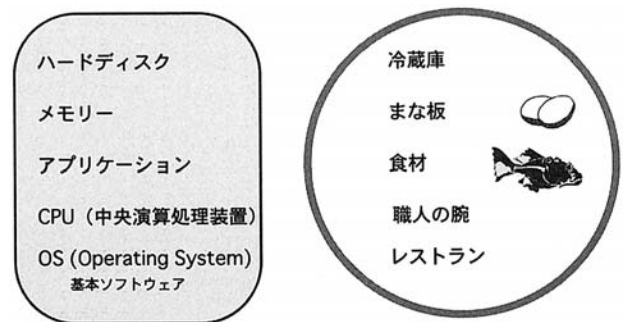 ハードディスク
メモリー
アプリケーション
CPU（中央演算処理装置）
OS (Operating System)
基本ソフトウェア
冷蔵庫
まな板
食材
職人の腕
レストラン